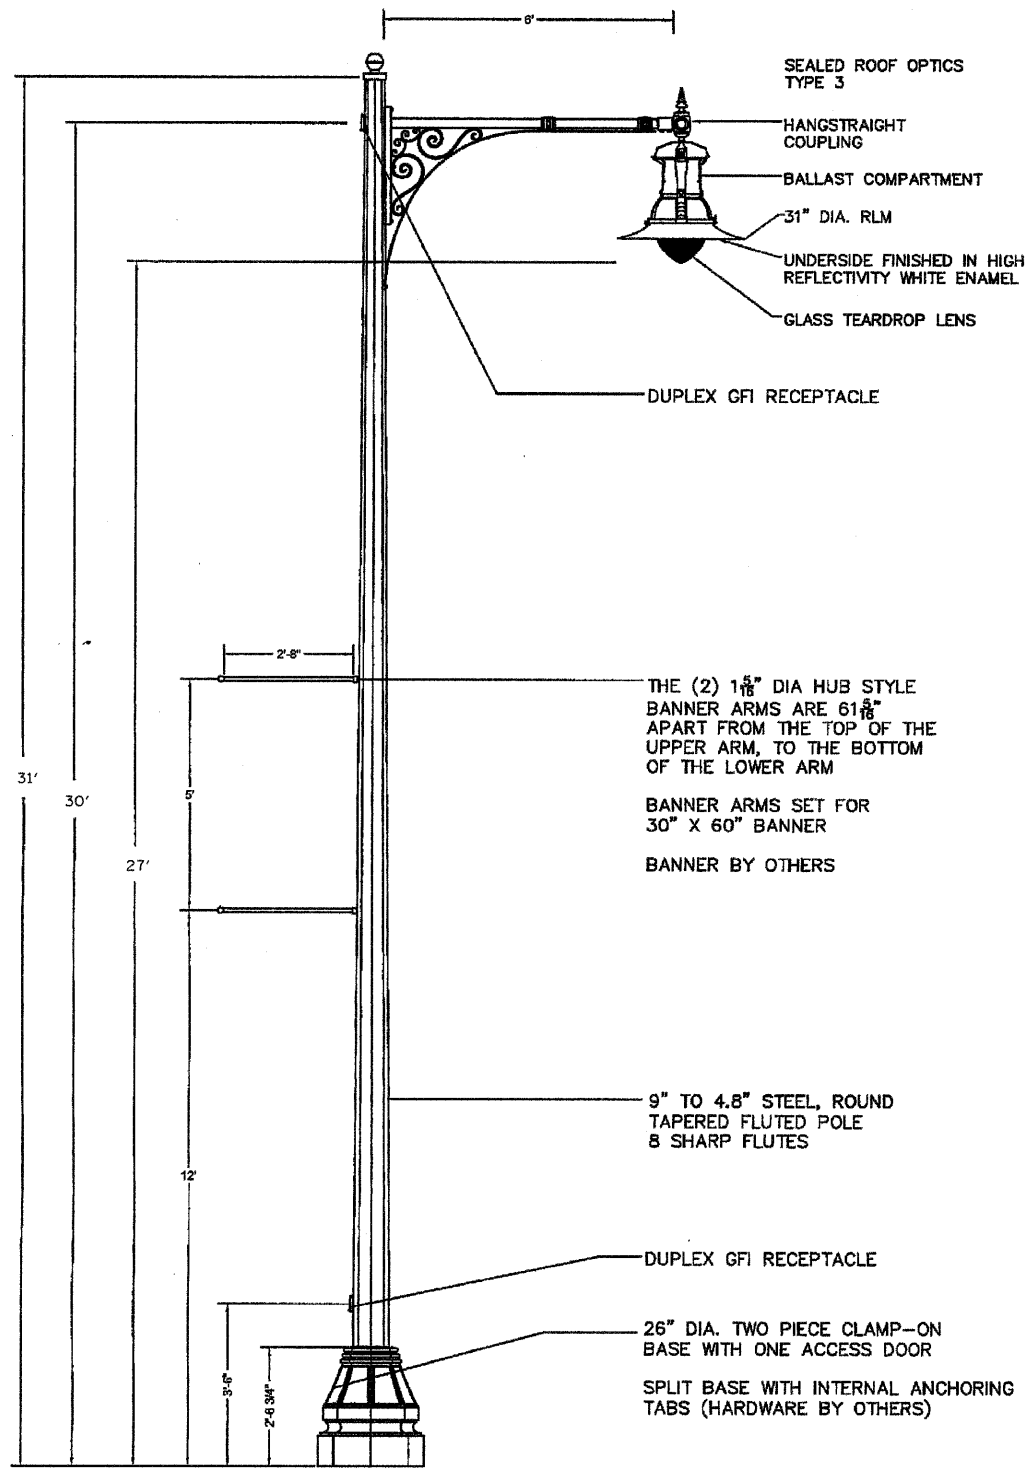 6'
SEALED ROOF OPTICS
TYPE 3
HANGSTRAIGHT
COUPLING
BALLAST COMPARTMENT
31" DIA. RLM
UNDERSIDE FINISHED IN HIGH
REFLECTIVITY WHITE ENAMEL
GLASS TEARDROP LENS
DUPLEX GFI RECEPTACLE
2'-8"
THE (2) 1 5/16" DIA HUB STYLE
BANNER ARMS ARE 61 5/16"
APART FROM THE TOP OF THE
UPPER ARM, TO THE BOTTOM
OF THE LOWER ARM
BANNER ARMS SET FOR
30" X 60" BANNER
BANNER BY OTHERS
31'
30'
5'
27'
9" TO 4.8" STEEL, ROUND
TAPERED FLUTED POLE
8 SHARP FLUTES
12'
DUPLEX GFI RECEPTACLE
26" DIA. TWO PIECE CLAMP-ON
BASE WITH ONE ACCESS DOOR
SPLIT BASE WITH INTERNAL ANCHORING
TABS (HARDWARE BY OTHERS)
3'-6"
2'-6 3/4"